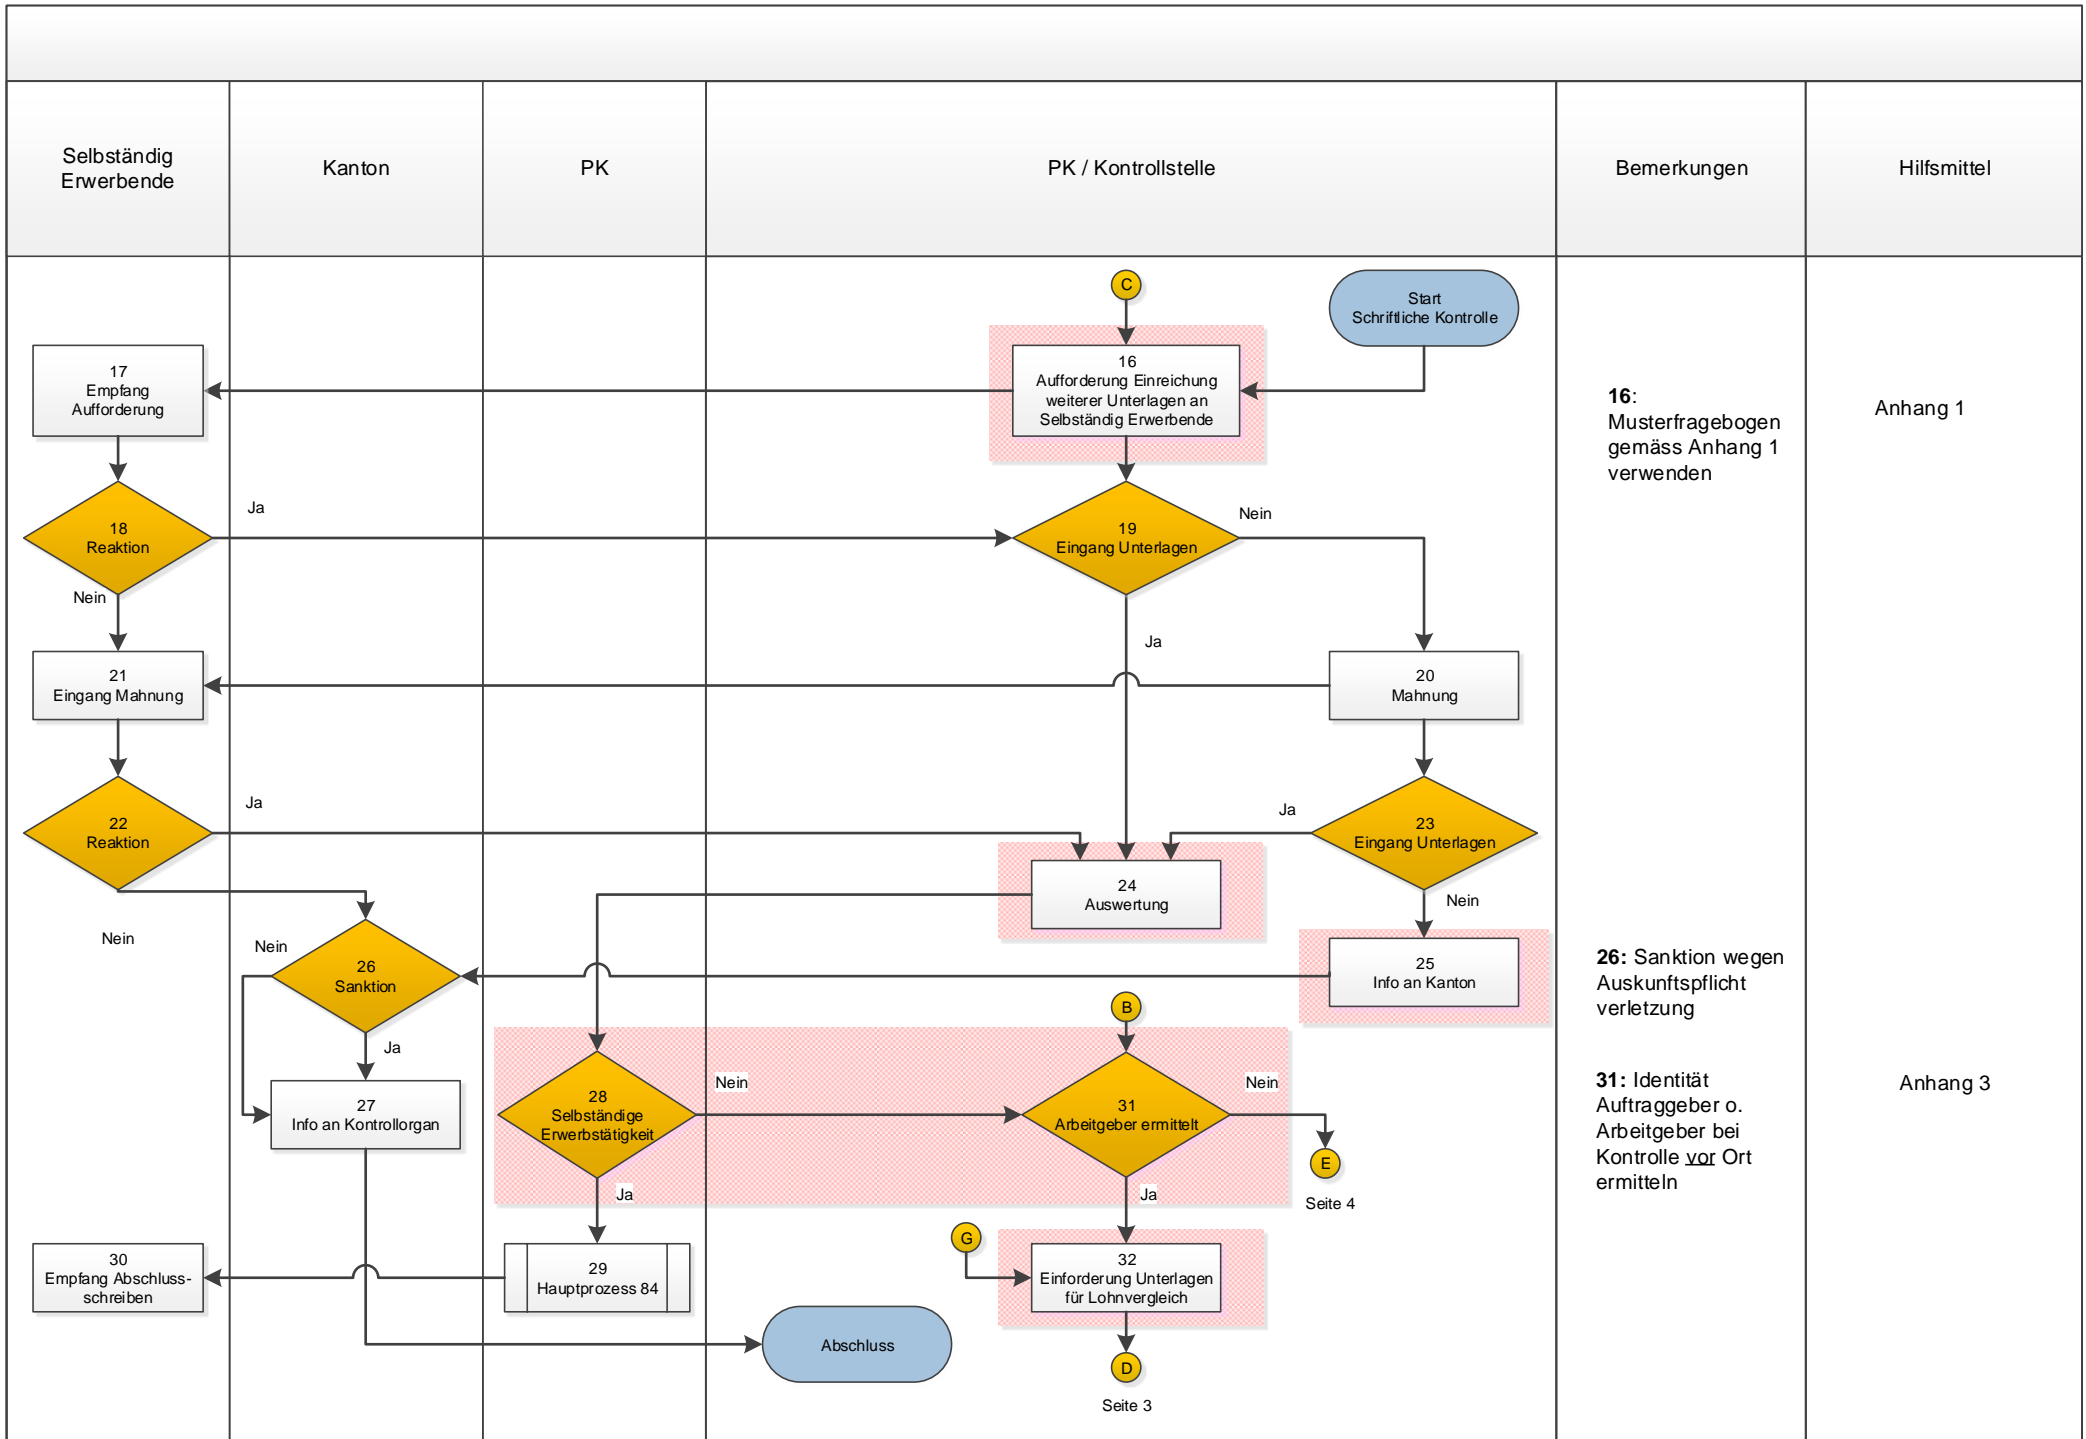 Selbständig
Erwerbende
Kanton
PK
PK / Kontrollstelle
Bemerkungen
Hilfsmittel
C
Start
Schriftliche Kontrolle
17
Empfang
Aufforderung
16
Aufforderung Einreichung
weiterer Unterlagen an
Selbständig Erwerbende
16:
Musterfragebogen
gemäss Anhang 1
verwenden
Anhang 1
18
Reaktion
Ja
Nein
19
Eingang Unterlagen
Nein
Ja
21
Eingang Mahnung
20
Mahnung
22
Reaktion
Ja
Nein
23
Eingang Unterlagen
Ja
Nein
24
Auswertung
26
Sanktion
Nein
Ja
25
Info an Kanton
26: Sanktion wegen
Auskunftspflicht
verletzung
B
27
Info an Kontrollorgan
28
Selbständige
Erwerbstätigkeit
Nein
Ja
31
Arbeitgeber ermittelt
Nein
Ja
E
Seite 4
31: Identität
Auftraggeber o.
Arbeitgeber bei
Kontrolle vor Ort
ermitteln
Anhang 3
30
Empfang Abschluss-
schreiben
29
Hauptprozess 84
G
32
Einforderung Unterlagen
für Lohnvergleich
Abschluss
D
Seite 3